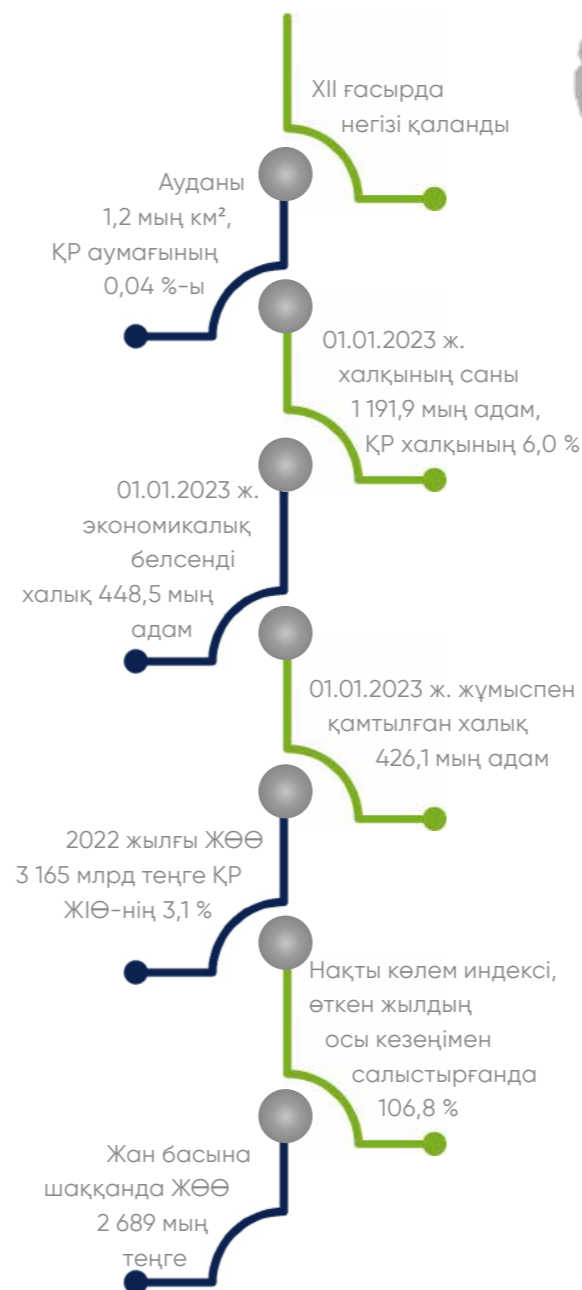 XII ғасырда
негізі қаланды
Ауданы
1,2 мың км²,
ҚР аумағының
0,04 %-ы
01.01.2023 ж.
халқының саны
1 191,9 мың адам,
ҚР халқының 6,0 %
01.01.2023 ж.
экономикалық
белсенді
халық 448,5 мың
адам
01.01.2023 ж. жұмыспен
қамтылған халық
426,1 мың адам
2022 жылғы ЖӨӨ
3 165 млрд теңге ҚР
ЖІӨ-нің 3,1 %
Нақты көлем индексі,
өткен жылдың
осы кезеңімен
салыстырғанда
106,8 %
Жан басына
шаққанда ЖӨӨ
2 689 мың
теңге